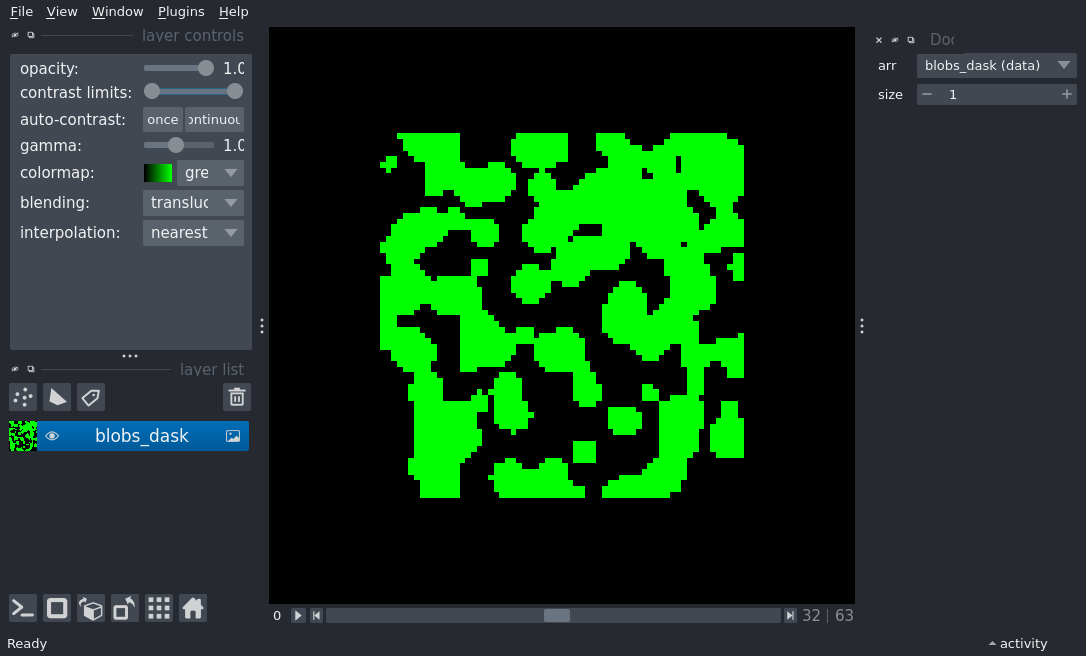 File View Window Plugins Help
layer controls
opacity: 1.0
contrast limits:
auto-contrast: once ontinuou
gamma: 1.0
colormap: gre
blending: transluc
interpolation: nearest
layer list
blobs_dask
0 32 | 63
Ready
Doc
arr blobs_dask (data)
size 1
activity